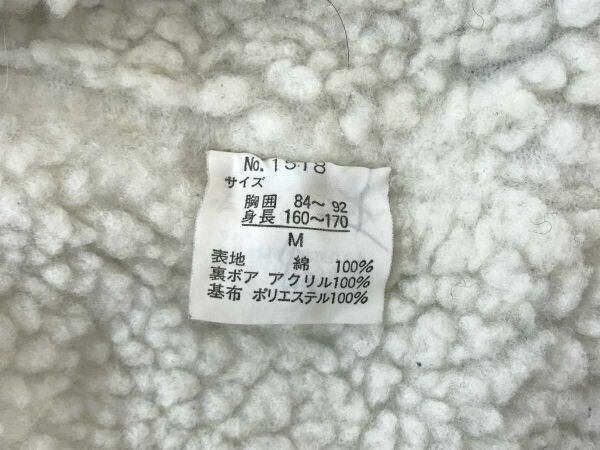 No. 1518
サイズ
胸囲 84〜92
身長 160〜170
M
表地 綿 100%
裏ボア アクリル100%
基布 ポリエステル100%